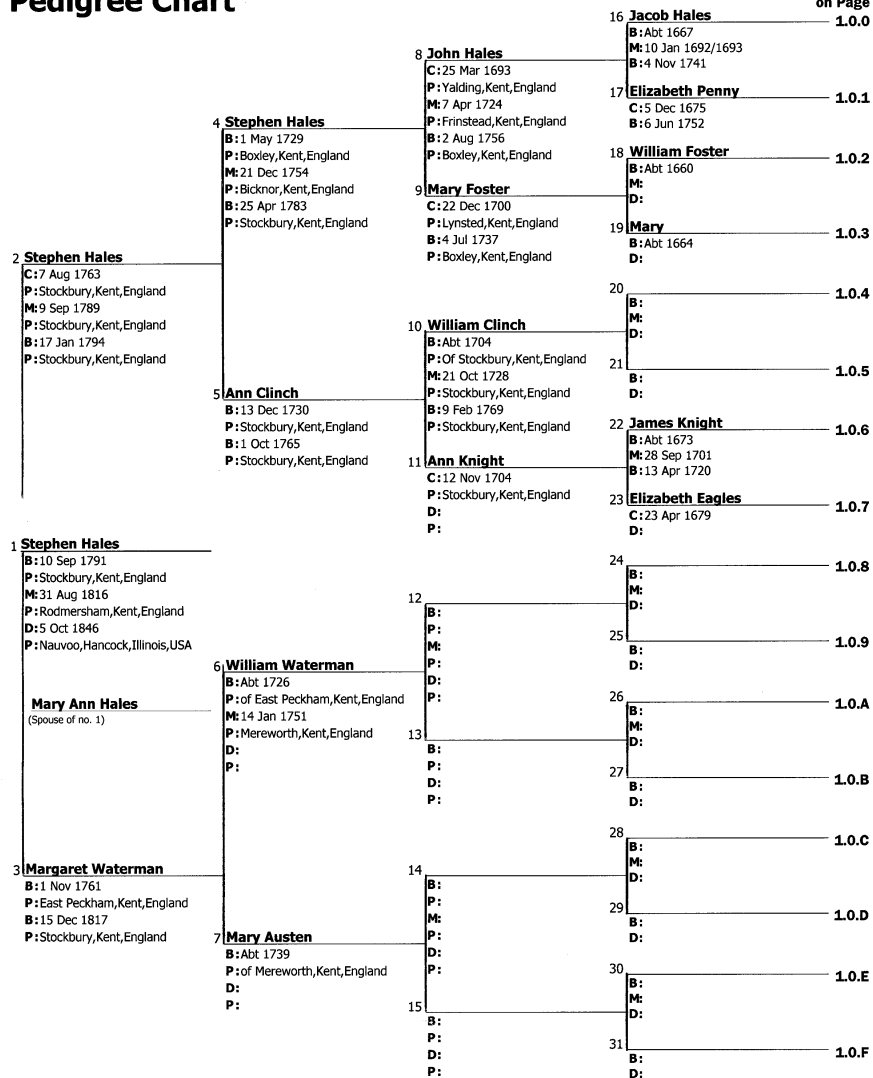 Pedigree Chart
on Page
2 Stephen Hales
C:7 Aug 1763
P:Stockbury,Kent,England
M:9 Sep 1789
P:Stockbury,Kent,England
B:17 Jan 1794
P:Stockbury,Kent,England
1 Stephen Hales
B:10 Sep 1791
P:Stockbury,Kent,England
M:31 Aug 1816
P:Rodmersham,Kent,England
D:5 Oct 1846
P:Nauvoo,Hancock,Illinois,USA
Mary Ann Hales
(Spouse of no. 1)
3 Margaret Waterman
B:1 Nov 1761
P:East Peckham,Kent,England
B:15 Dec 1817
P:Stockbury,Kent,England
4 Stephen Hales
B:1 May 1729
P:Boxley,Kent,England
M:21 Dec 1754
P:Bicknor,Kent,England
B:25 Apr 1783
P:Stockbury,Kent,England
5 Ann Clinch
B:13 Dec 1730
P:Stockbury,Kent,England
B:1 Oct 1765
P:Stockbury,Kent,England
6 William Waterman
B:Abt 1726
P:of East Peckham,Kent,England
M:14 Jan 1751
P:Mereworth,Kent,England
D:
P:
7 Mary Austen
B:Abt 1739
P:of Mereworth,Kent,England
D:
P:
8 John Hales
C:25 Mar 1693
P:Yalding,Kent,England
M:7 Apr 1724
P:Frinstead,Kent,England
B:2 Aug 1756
P:Boxley,Kent,England
9 Mary Foster
C:22 Dec 1700
P:Lynsted,Kent,England
B:4 Jul 1737
P:Boxley,Kent,England
10 William Clinch
B:Abt 1704
P:Of Stockbury,Kent,England
M:21 Oct 1728
P:Stockbury,Kent,England
B:9 Feb 1769
P:Stockbury,Kent,England
11 Ann Knight
C:12 Nov 1704
P:Stockbury,Kent,England
D:
P:
12
B:
P:
M:
P:
D:
P:
13
B:
P:
D:
P:
14
B:
P:
M:
P:
D:
P:
15
B:
P:
D:
P:
16 Jacob Hales 1.0.0
B:Abt 1667
M:10 Jan 1692/1693
B:4 Nov 1741
17 Elizabeth Penny 1.0.1
C:5 Dec 1675
B:6 Jun 1752
18 William Foster 1.0.2
B:Abt 1660
M:
D:
19 Mary 1.0.3
B:Abt 1664
D:
20 1.0.4
B:
M:
D:
21 1.0.5
B:
D:
22 James Knight 1.0.6
B:Abt 1673
M:28 Sep 1701
B:13 Apr 1720
23 Elizabeth Eagles 1.0.7
C:23 Apr 1679
D:
24 1.0.8
B:
M:
D:
25 1.0.9
B:
D:
26 1.0.A
B:
M:
D:
27 1.0.B
B:
D:
28 1.0.C
B:
M:
D:
29 1.0.D
B:
D:
30 1.0.E
B:
M:
D:
31 1.0.F
B:
D: